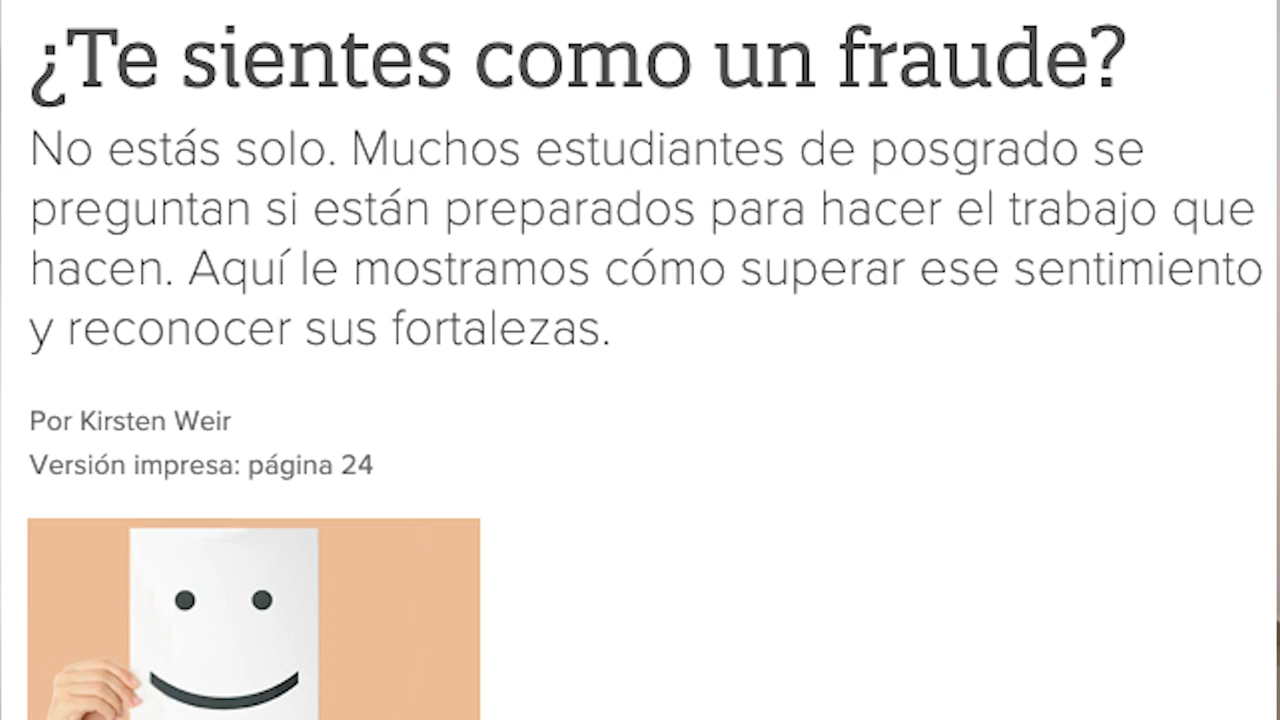 ¿Te sientes como un fraude?
No estás solo. Muchos estudiantes de posgrado se
preguntan si están preparados para hacer el trabajo que
hacen. Aquí le mostramos cómo superar ese sentimiento
y reconocer sus fortalezas.
Por Kirsten Weir
Versión impresa: página 24